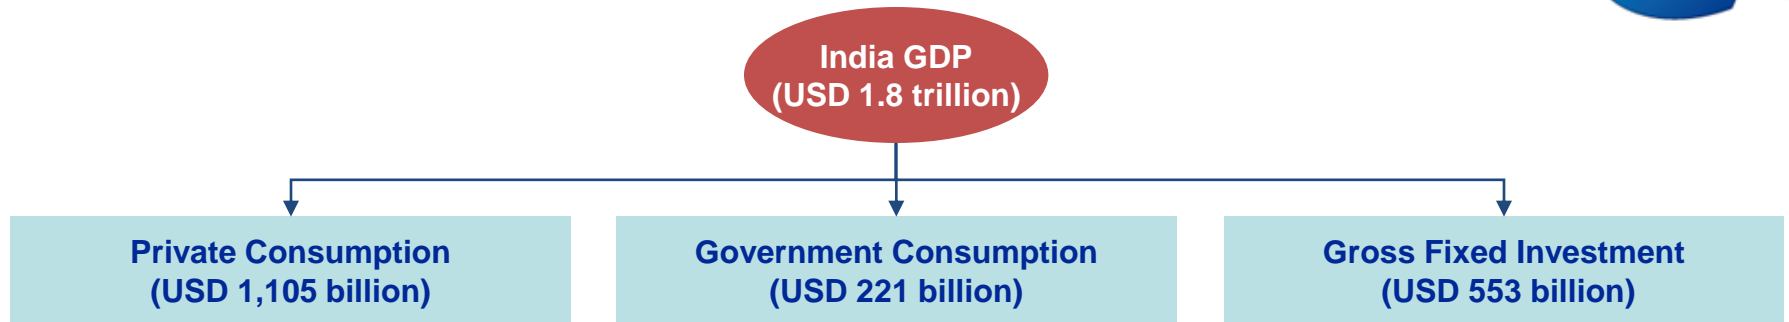 India GDP
(USD 1.8 trillion)
Private Consumption
(USD 1,105 billion)
Government Consumption
(USD 221 billion)
Gross Fixed Investment
(USD 553 billion)